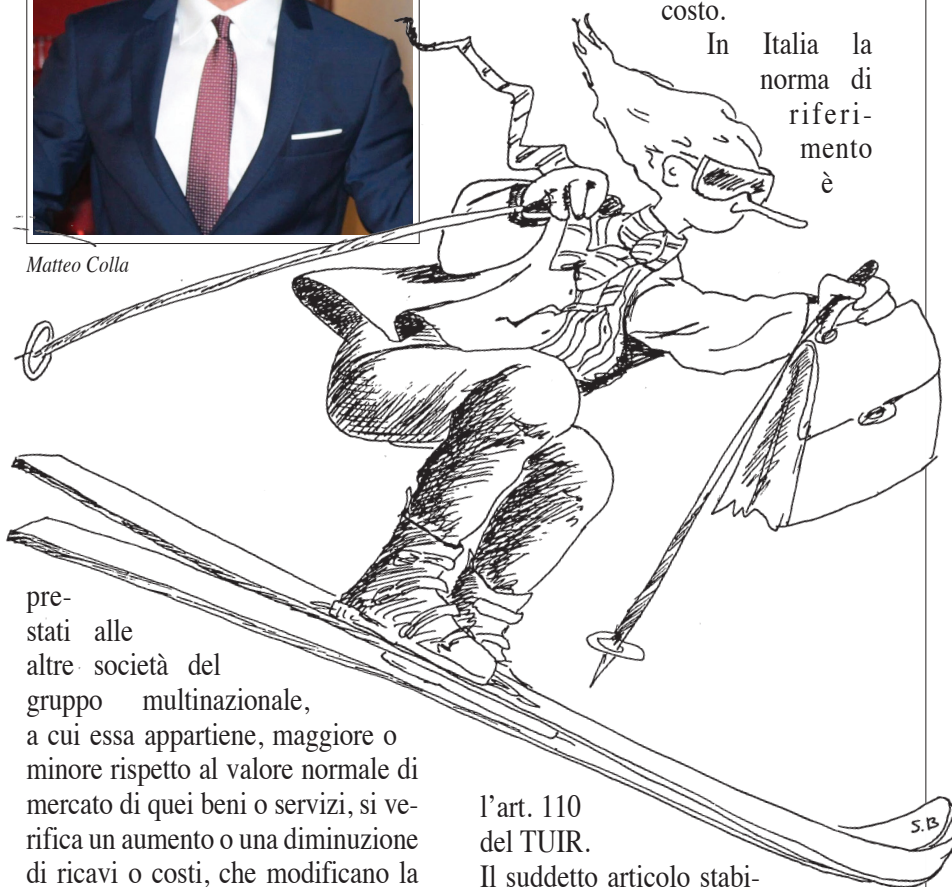 Matteo Colla
pre-
stati alle
altre società del
gruppo multinazionale,
a cui essa appartiene, maggiore o
minore rispetto al valore normale di
mercato di quei beni o servizi, si ve-
rifica un aumento o una diminuzione
di ricavi o costi, che modificano la
costo.
In Italia la
norma di
riferi-
mento
è
l’art. 110
del TUIR.
Il suddetto articolo stabi-
S.B